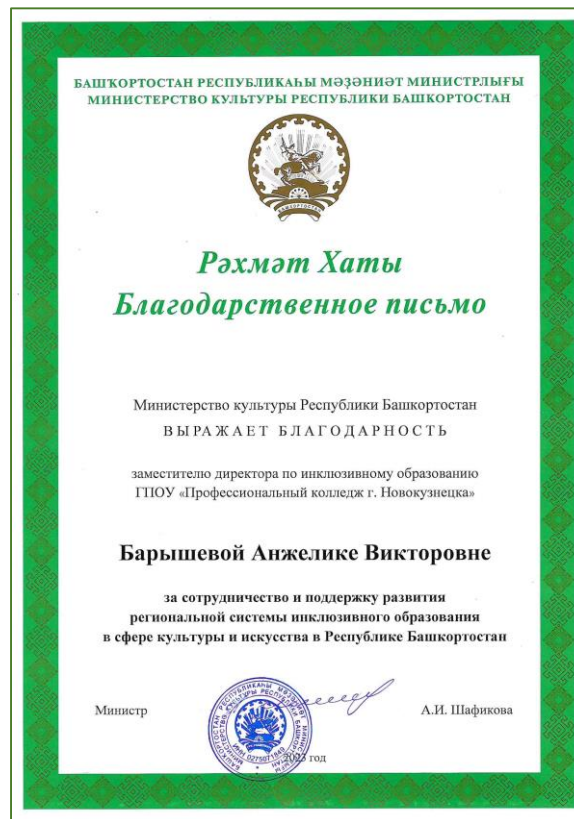 БАШҠОРТОСТАН РЕСПУБЛИКАҺЫ МӘҘӘНИӘТ МИНИСТРЛЫҒЫ
МИНИСТЕРСТВО КУЛЬТУРЫ РЕСПУБЛИКИ БАШКОРТОСТАН
БАШКОРТОСТАН
Рәхмәт Хаты
Благодарственное письмо
Министерство культуры Республики Башкортостан
ВЫРАЖАЕТ БЛАГОДАРНОСТЬ
заместителю директора по инклюзивному образованию
ГПОУ «Профессиональный колледж г. Новокузнецка»
Барышевой Анжелике Викторовне
за сотрудничество и поддержку развития
региональной системы инклюзивного образования
в сфере культуры и искусства в Республике Башкортостан
Министр
А.И. Шафикова
2023 год